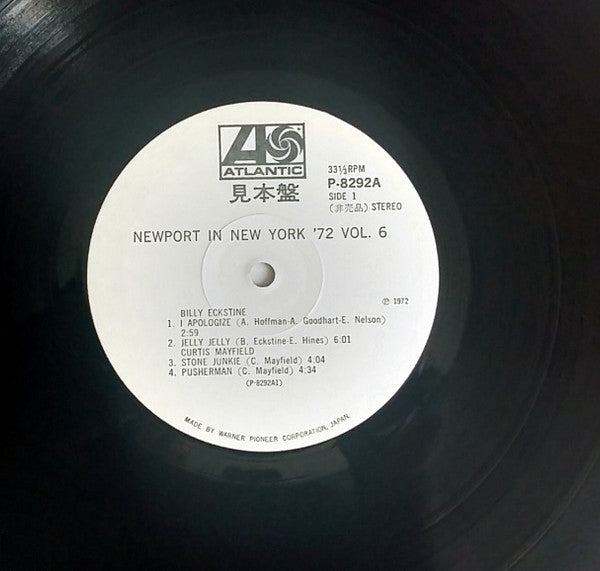 ATLANTIC
見本盤
33⅓RPM
P-8292A
SIDE 1
(非売品) STEREO
NEWPORT IN NEW YORK '72 VOL. 6
Ⓟ 1972
BILLY ECKSTINE
1. I APOLOGIZE (A. Hoffman-A. Goodhart-E. Nelson)
2:59
2. JELLY JELLY (B. Eckstine-E. Hines) 6:01
CURTIS MAYFIELD
3. STONE JUNKIE (C. Mayfield) 4:04
4. PUSHERMAN (C. Mayfield) 4:34
(P-8292A1)
MADE BY WARNER PIONEER CORPORATION, JAPAN.